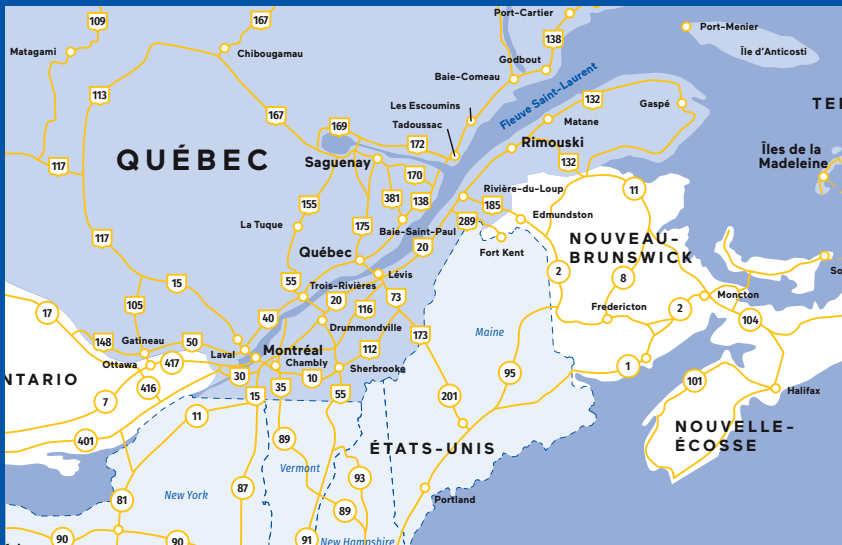 109
167
Port-Cartier
Port-Menier
138
Île d'Anticosti
Matagami
Chibougamau
Godbout
Baie-Comeau
113
Fleuve Saint-Laurent
132
Gaspé
TER
Les Escoumins
167
169
Tadoussac
Matane
172
Rimouski
QUÉBEC
Saguenay
132
Îles de la
Madeleine
117
170
Rivière-du-Loup
11
155
381
138
185
Edmundston
La Tuque
175
Baie-Saint-Paul
289
117
20
NOUVEAU-
BRUNSWICK
Québec
Fort Kent
Lévis
2
8
15
55
Trois-Rivières
So
105
20
73
Moncton
116
Fredericton
2
17
40
104
Drummondville
173
Maine
148
Gatineau
50
Laval
Montréal
112
Ottawa
417
Chambly
1
NTARIO
30
10
Sherbrooke
95
101
416
35
Halifax
7
15
55
201
11
NOUVELLE-
ÉCOSSE
401
89
ÉTATS-UNIS
Vermont
93
87
81
New York
Portland
89
90
90
91
New Hampshire